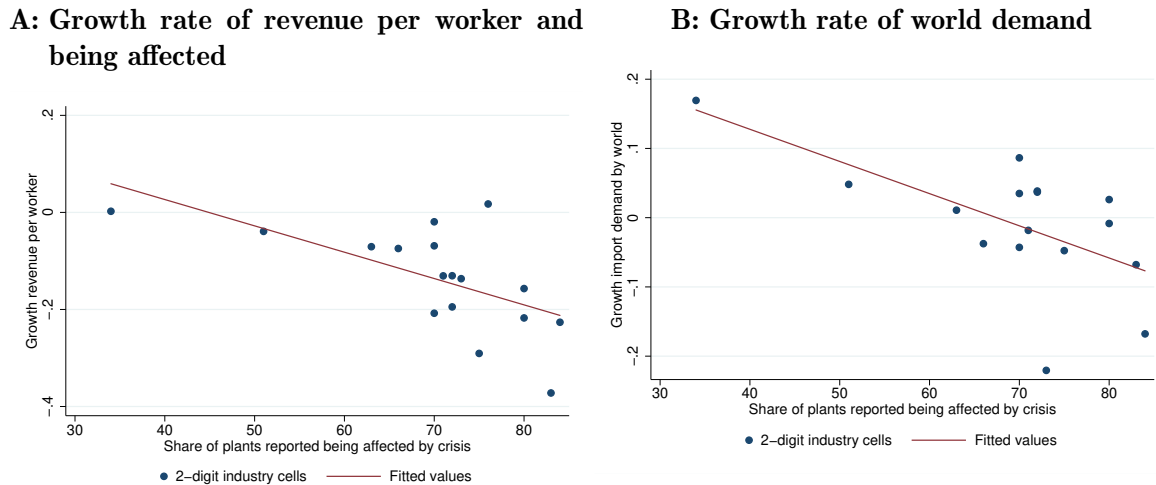 A: Growth rate of revenue per worker and
being affected
Growth revenue per worker
.2
0
−.2
−.4
30 40 50 60 70 80
Share of plants reported being affected by crisis
2−digit industry cells Fitted values
B: Growth rate of world demand
Growth import demand by world
.2
.1
0
−.1
−.2
30 40 50 60 70 80
Share of plants reported being affected by crisis
2−digit industry cells Fitted values